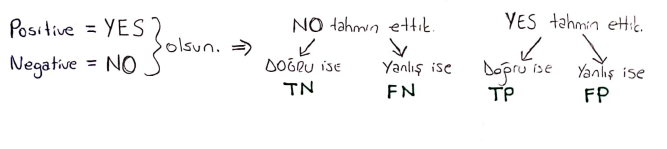 Positive = YES
Negative = NO
olsun. ⇒
NO tahmin ettik.
DOĞRU ise
TN
Yanlış ise
FN
YES tahmin ettik.
Doğru ise
TP
Yanlış ise
FP